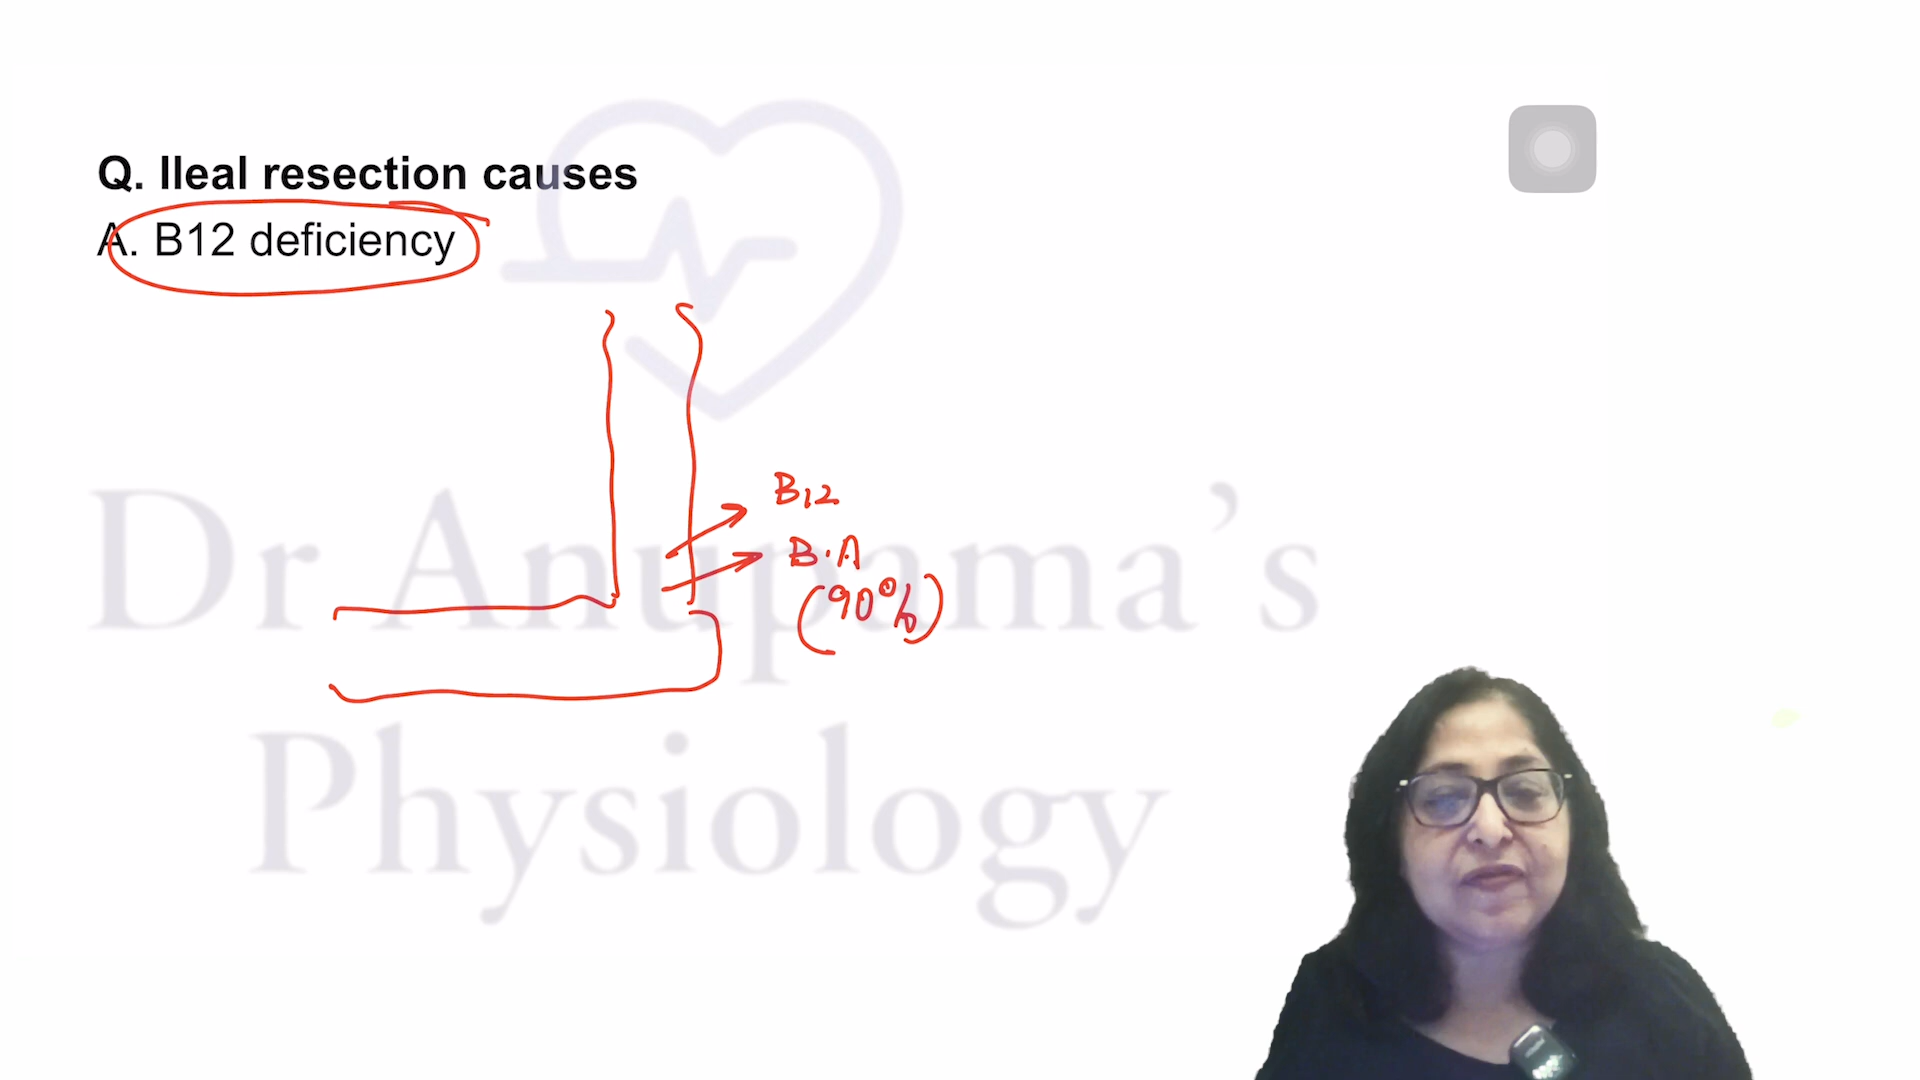 Q. Ileal resection causes
A. B12 deficiency
B12
B.A
(90%)
Dr Anupama's
Physiology